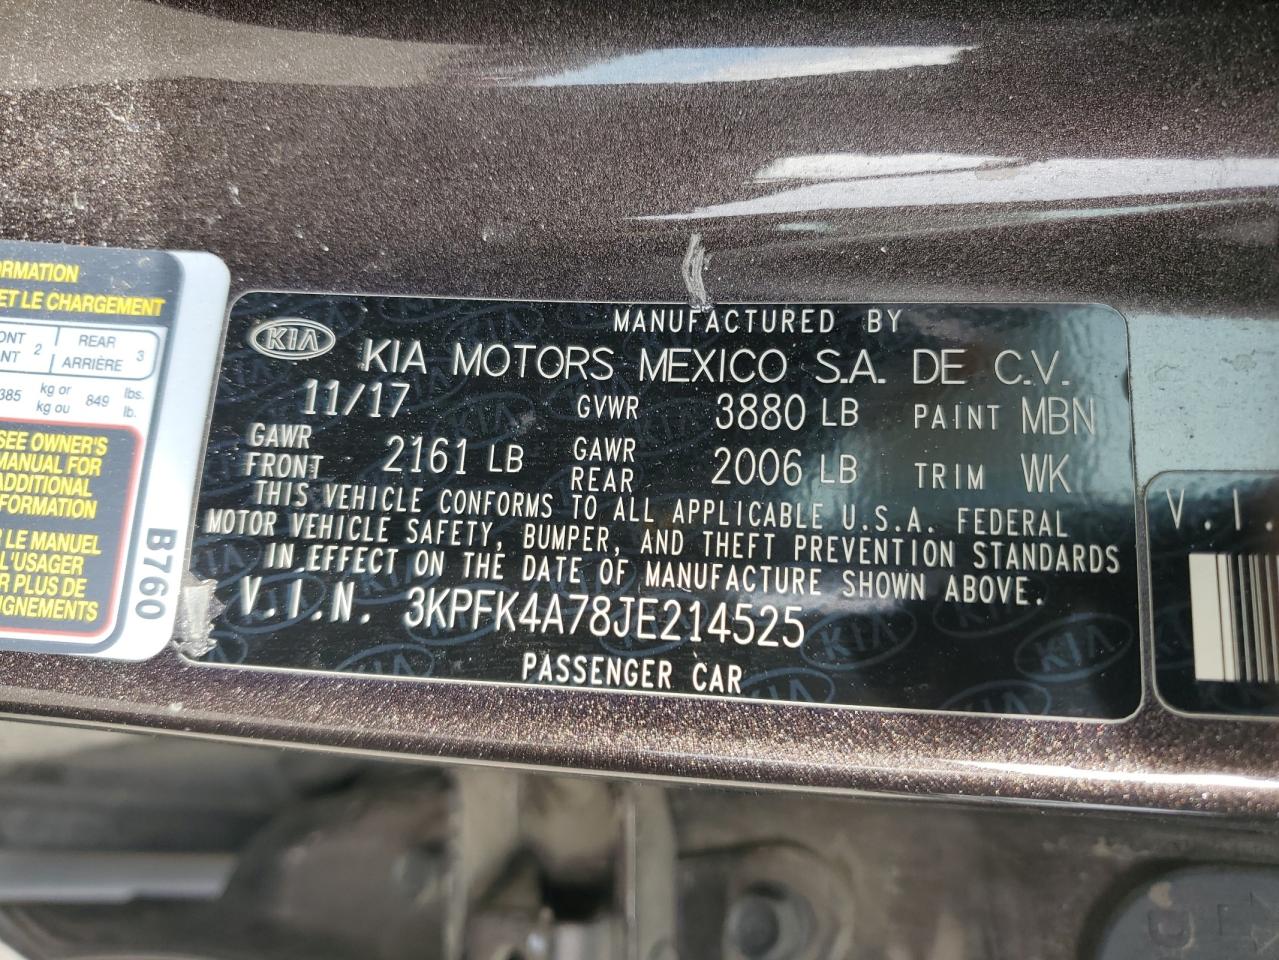 RMATION
ET LE CHARGEMENT
2 REAR 3
ARRIÈRE
385 kg or 849 lbs.
kg ou lb.
SEE OWNER'S
MANUAL FOR
ADDITIONAL
FORMATION
LE MANUEL
L'USAGER
PLUS DE
B760
MANUFACTURED BY
KIA KIA MOTORS MEXICO S.A. DE C.V.
11/17 GVWR 3880 LB PAINT MBN
GAWR FRONT 2161 LB GAWR REAR 2006 LB TRIM WK
THIS VEHICLE CONFORMS TO ALL APPLICABLE U.S.A. FEDERAL
MOTOR VEHICLE SAFETY, BUMPER, AND THEFT PREVENTION STANDARDS
IN EFFECT ON THE DATE OF MANUFACTURE SHOWN ABOVE.
V.I.N. 3KPFK4A78JE214525
PASSENGER CAR
V.I.